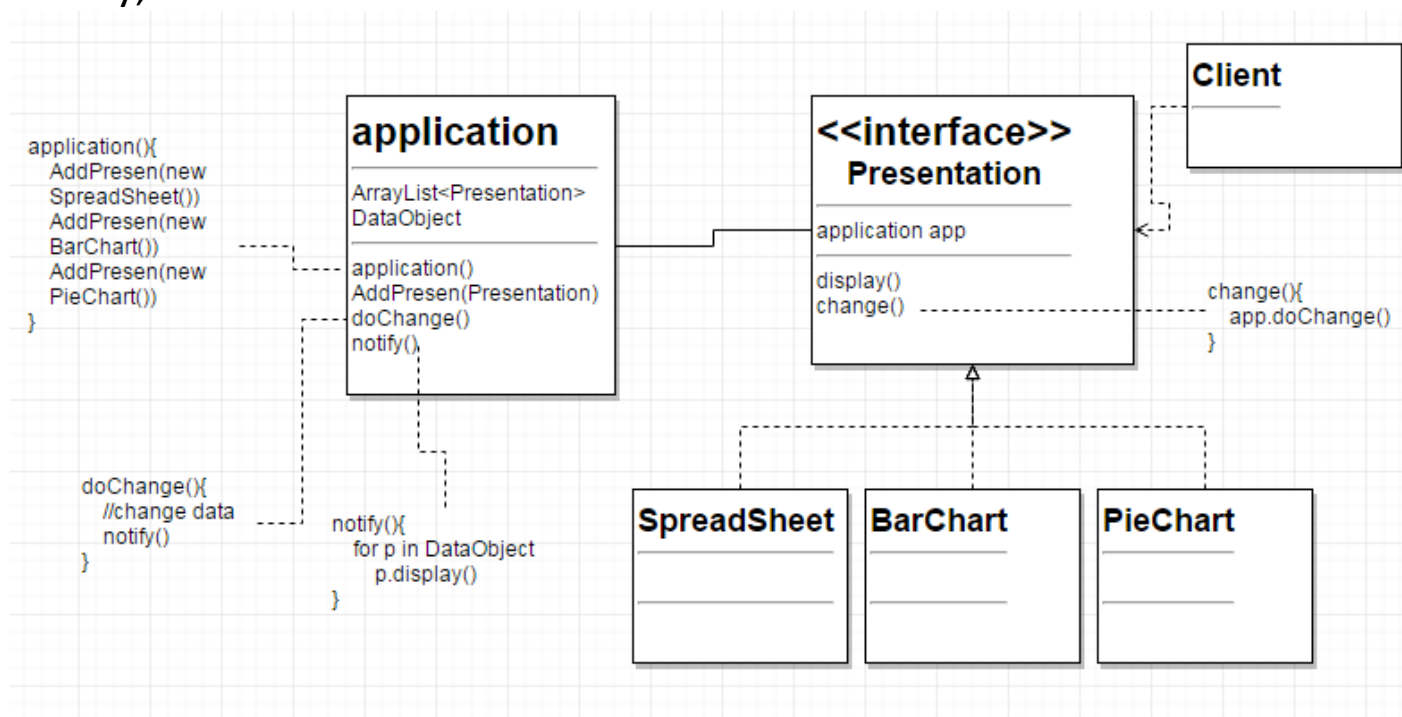 application(){
AddPresen(new
SpreadSheet())
AddPresen(new
BarChart())
AddPresen(new
PieChart())
}
application
ArrayList<Presentation>
DataObject
application()
AddPresen(Presentation)
doChange()
notify()
<<interface>>
Presentation
application app
display()
change()
Client
change(){
app.doChange()
}
doChange(){
//change data
notify()
}
notify(){
for p in DataObject
p.display()
}
SpreadSheet
BarChart
PieChart